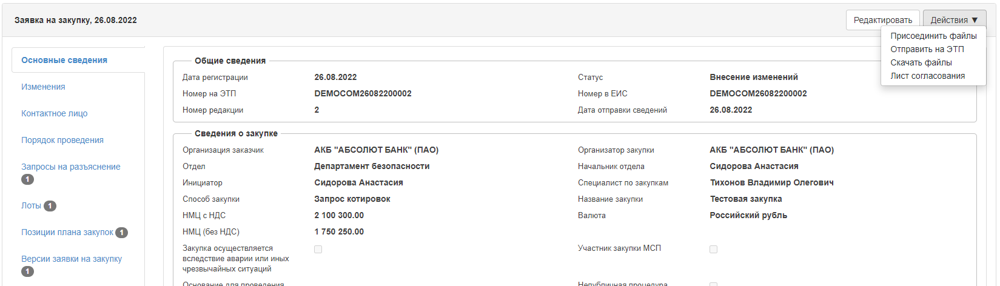 Заявка на закупку, 26.08.2022
Редактировать
Действия ▼
Присоединить файлы
Отправить на ЭТП
Скачать файлы
Лист согласования
Основные сведения
Изменения
Контактное лицо
Порядок проведения
Запросы на разъяснение
1
Лоты 1
Позиции плана закупок 1
Версии заявки на закупку
1
Общие сведения
Дата регистрации 26.08.2022 Статус Внесение изменений
Номер на ЭТП DEMOCOM26082200002 Номер в ЕИС DEMOCOM26082200002
Номер редакции 2 Дата отправки сведений 26.08.2022
Сведения о закупке
Организация заказчик АКБ "АБСОЛЮТ БАНК" (ПАО) Организатор закупки АКБ "АБСОЛЮТ БАНК" (ПАО)
Отдел Департамент безопасности Начальник отдела Сидорова Анастасия
Инициатор Сидорова Анастасия Специалист по закупкам Тихонов Владимир Олегович
Способ закупки Запрос котировок Название закупки Тестовая закупка
НМЦ с НДС 2 100 300.00 Валюта Российский рубль
НМЦ (без НДС) 1 750 250.00
Закупка осуществляется
вследствие аварии или иных
чрезвычайных ситуаций
Участник закупки МСП
Основание для проведения
Непубличная процедура